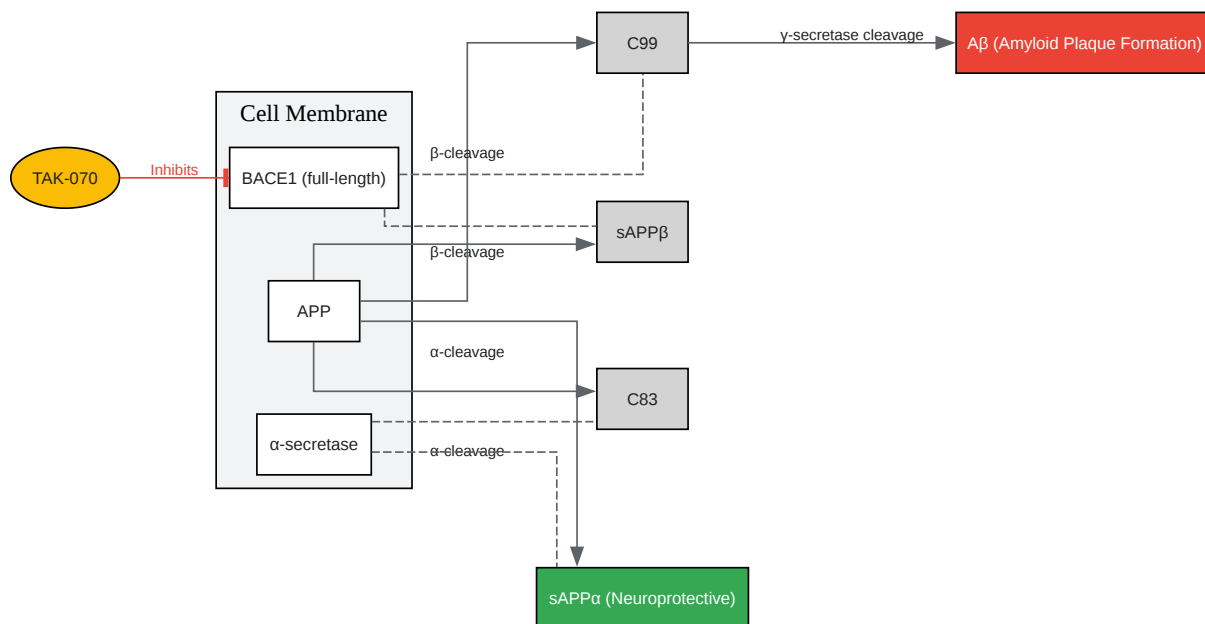 C99
γ-secretase cleavage
Aβ (Amyloid Plaque Formation)
Cell Membrane
β-cleavage
TAK-070
Inhibits
BACE1 (full-length)
sAPPβ
β-cleavage
APP
α-cleavage
C83
α-secretase
α-cleavage
sAPPα (Neuroprotective)